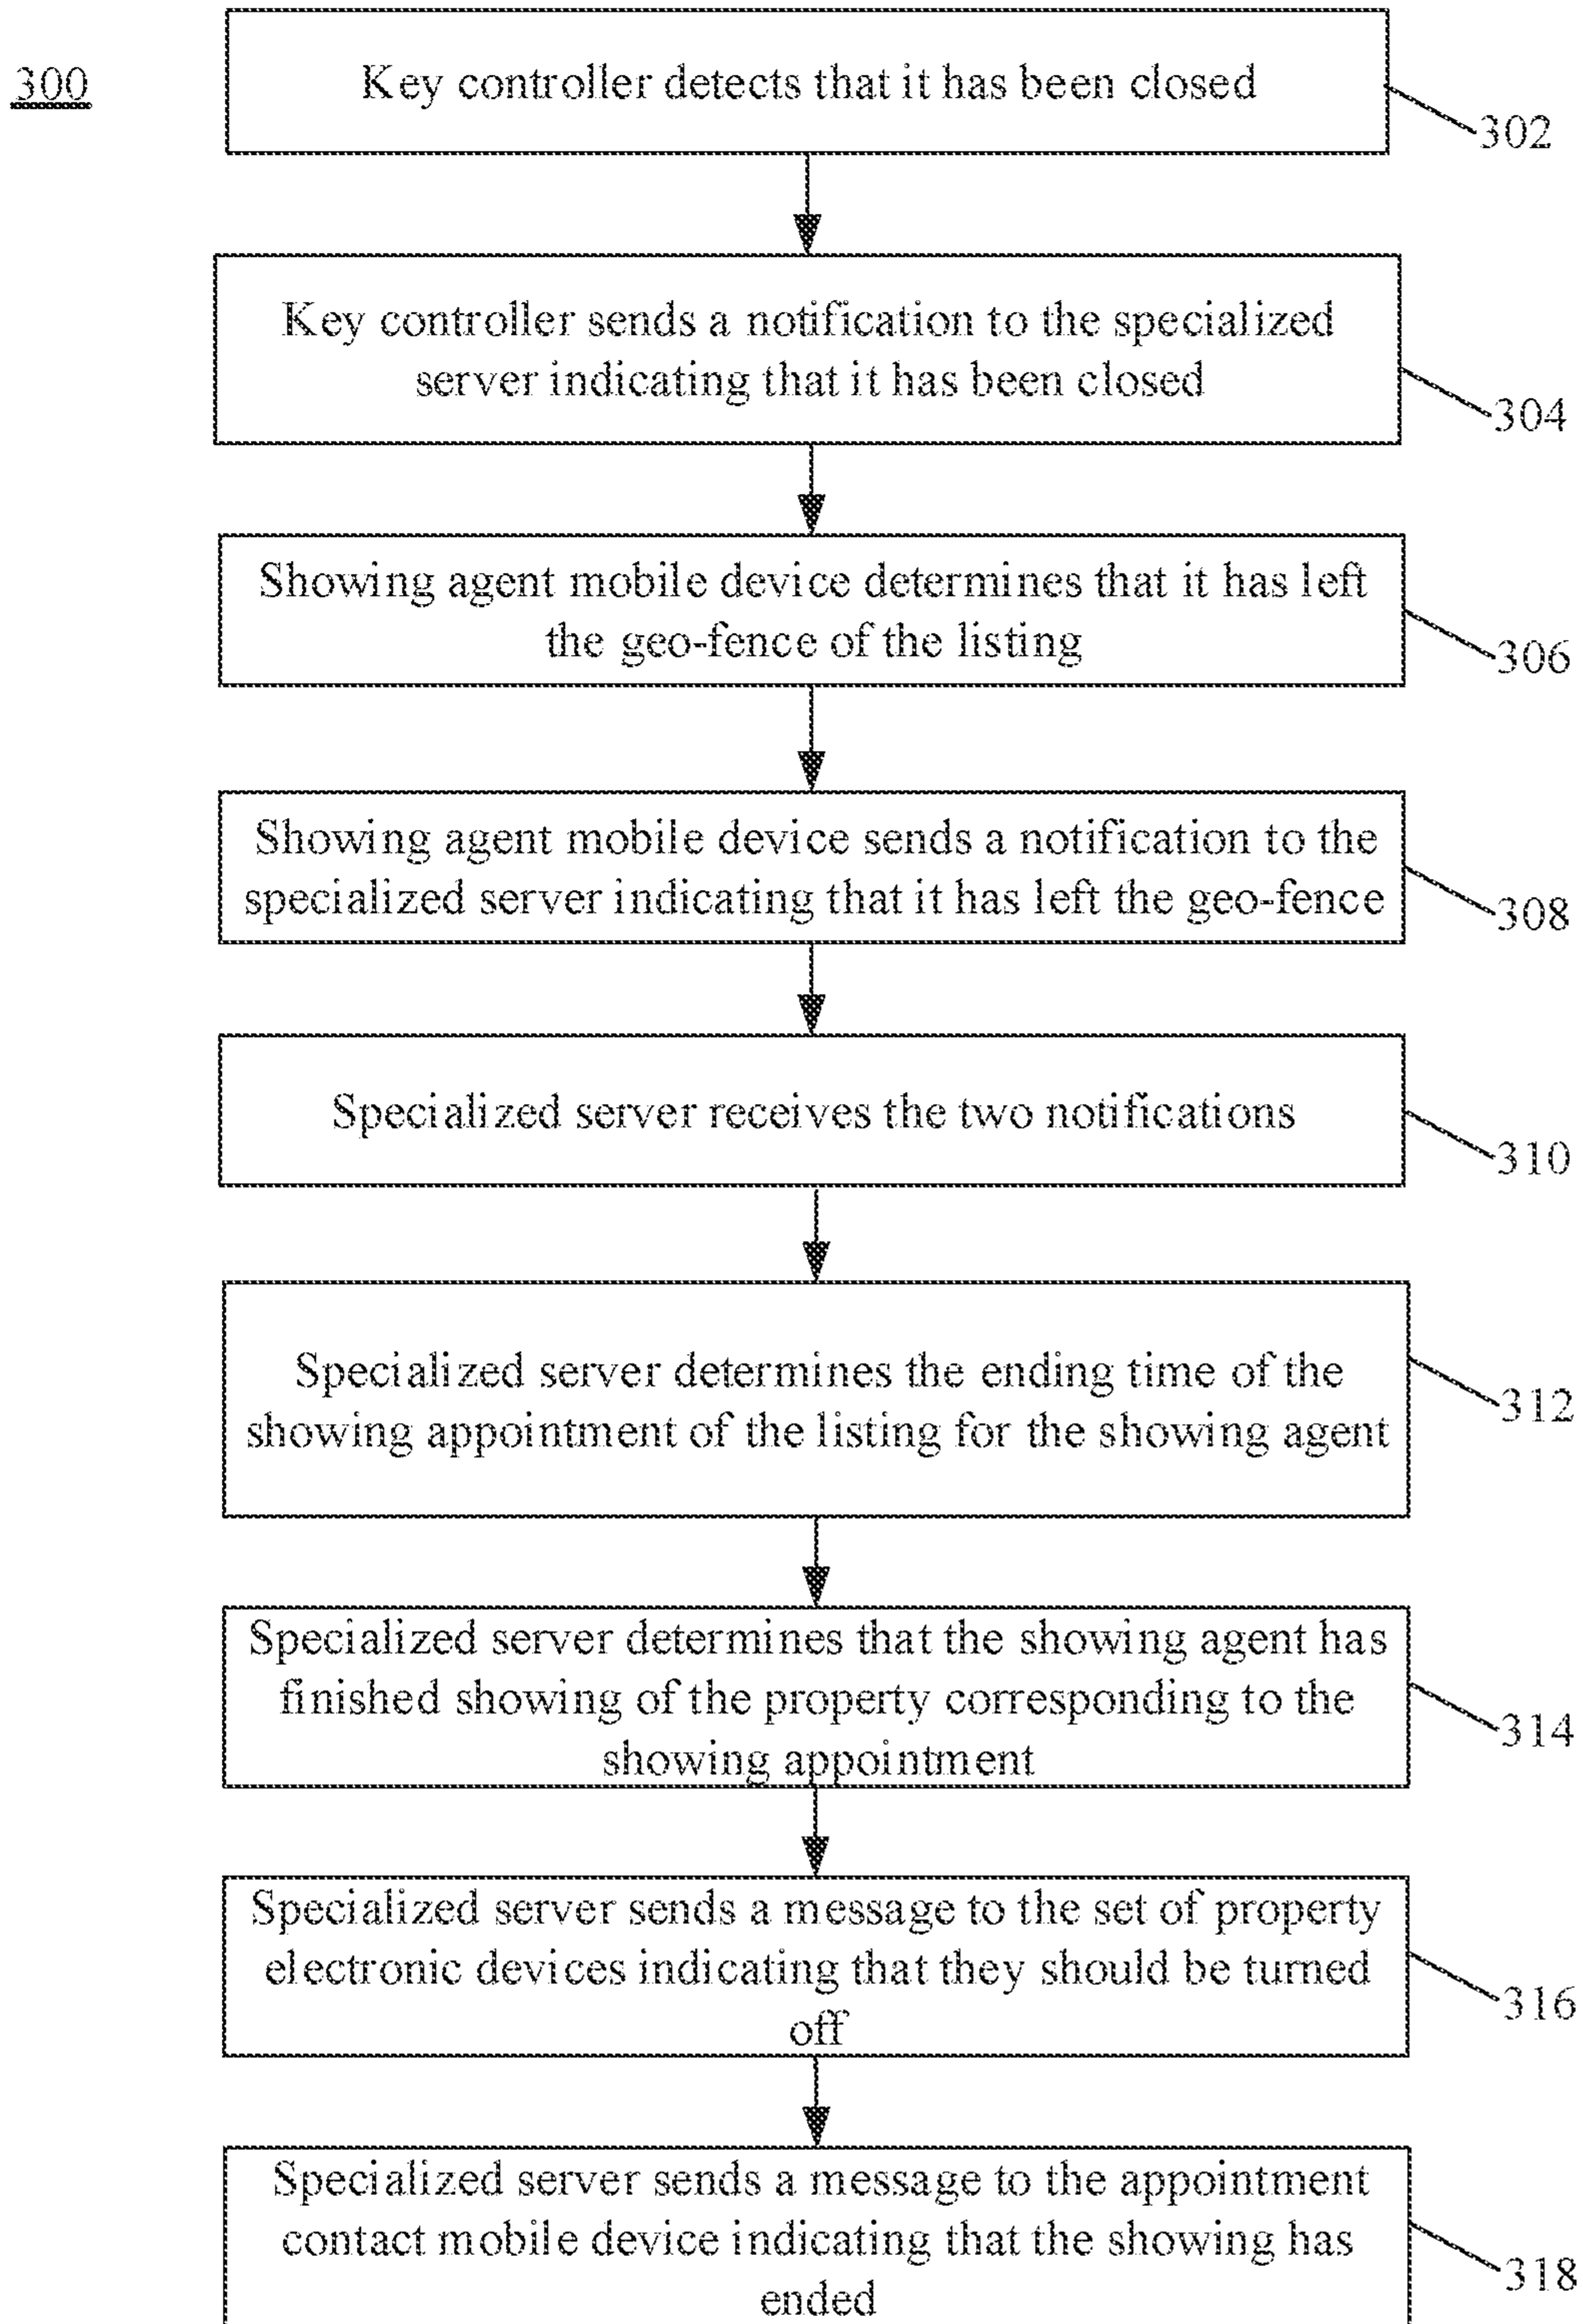 300
Key controller detects that it has been closed
302
Key controller sends a notification to the specialized
server indicating that it has been closed
304
Showing agent mobile device determines that it has left
the geo-fence of the listing
306
Showing agent mobile device sends a notification to the
specialized server indicating that it has left the geo-fence
308
Specialized server receives the two notifications
310
Specialized server determines the ending time of the
showing appointment of the listing for the showing agent
312
Specialized server determines that the showing agent has
finished showing of the property corresponding to the
showing appointment
314
Specialized server sends a message to the set of property
electronic devices indicating that they should be turned
off
316
Specialized server sends a message to the appointment
contact mobile device indicating that the showing has
ended
318